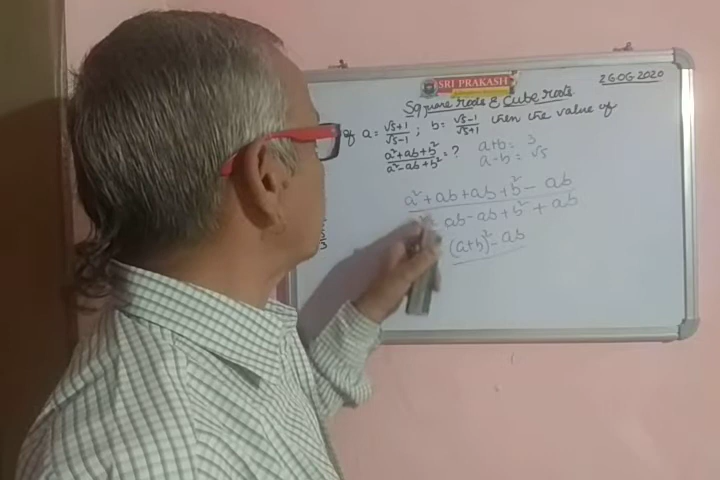 SRI PRAKASH
26 06 2020
Square roots & Cube roots
If a = √5+1/√5-1 ; b = √5-1/√5+1 then the value of
a²+ab+b²/a²-ab+b² = ?
a+b = 3
a-b = √5
a² + ab + ab + b² - ab
ab - ab + b² + ab
(a+b)² - ab